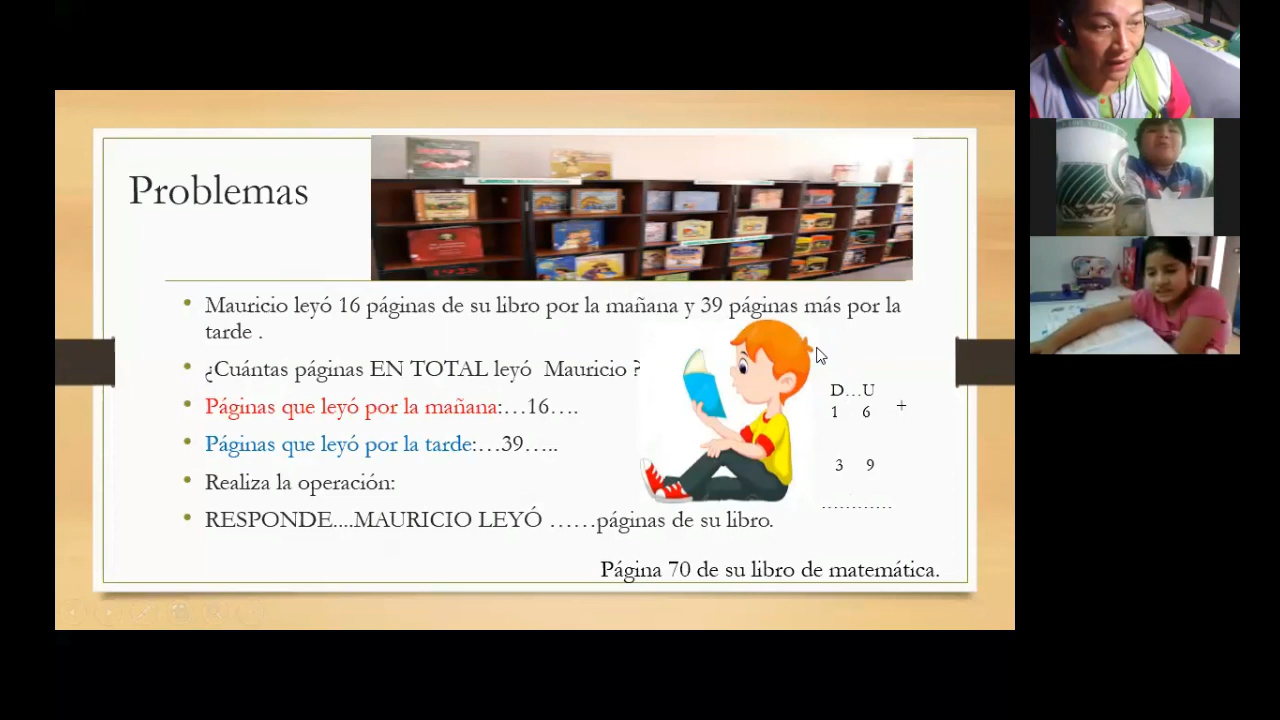 Problemas
Mauricio leyó 16 páginas de su libro por la mañana y 39 páginas más por la
tarde .
¿Cuántas páginas EN TOTAL leyó Mauricio ?
Páginas que leyó por la mañana:…16….
Páginas que leyó por la tarde:…39…..
Realiza la operación:
RESPONDE....MAURICIO LEYÓ ……páginas de su libro.
D…U
1 6 +
3 9
…………
Página 70 de su libro de matemática.